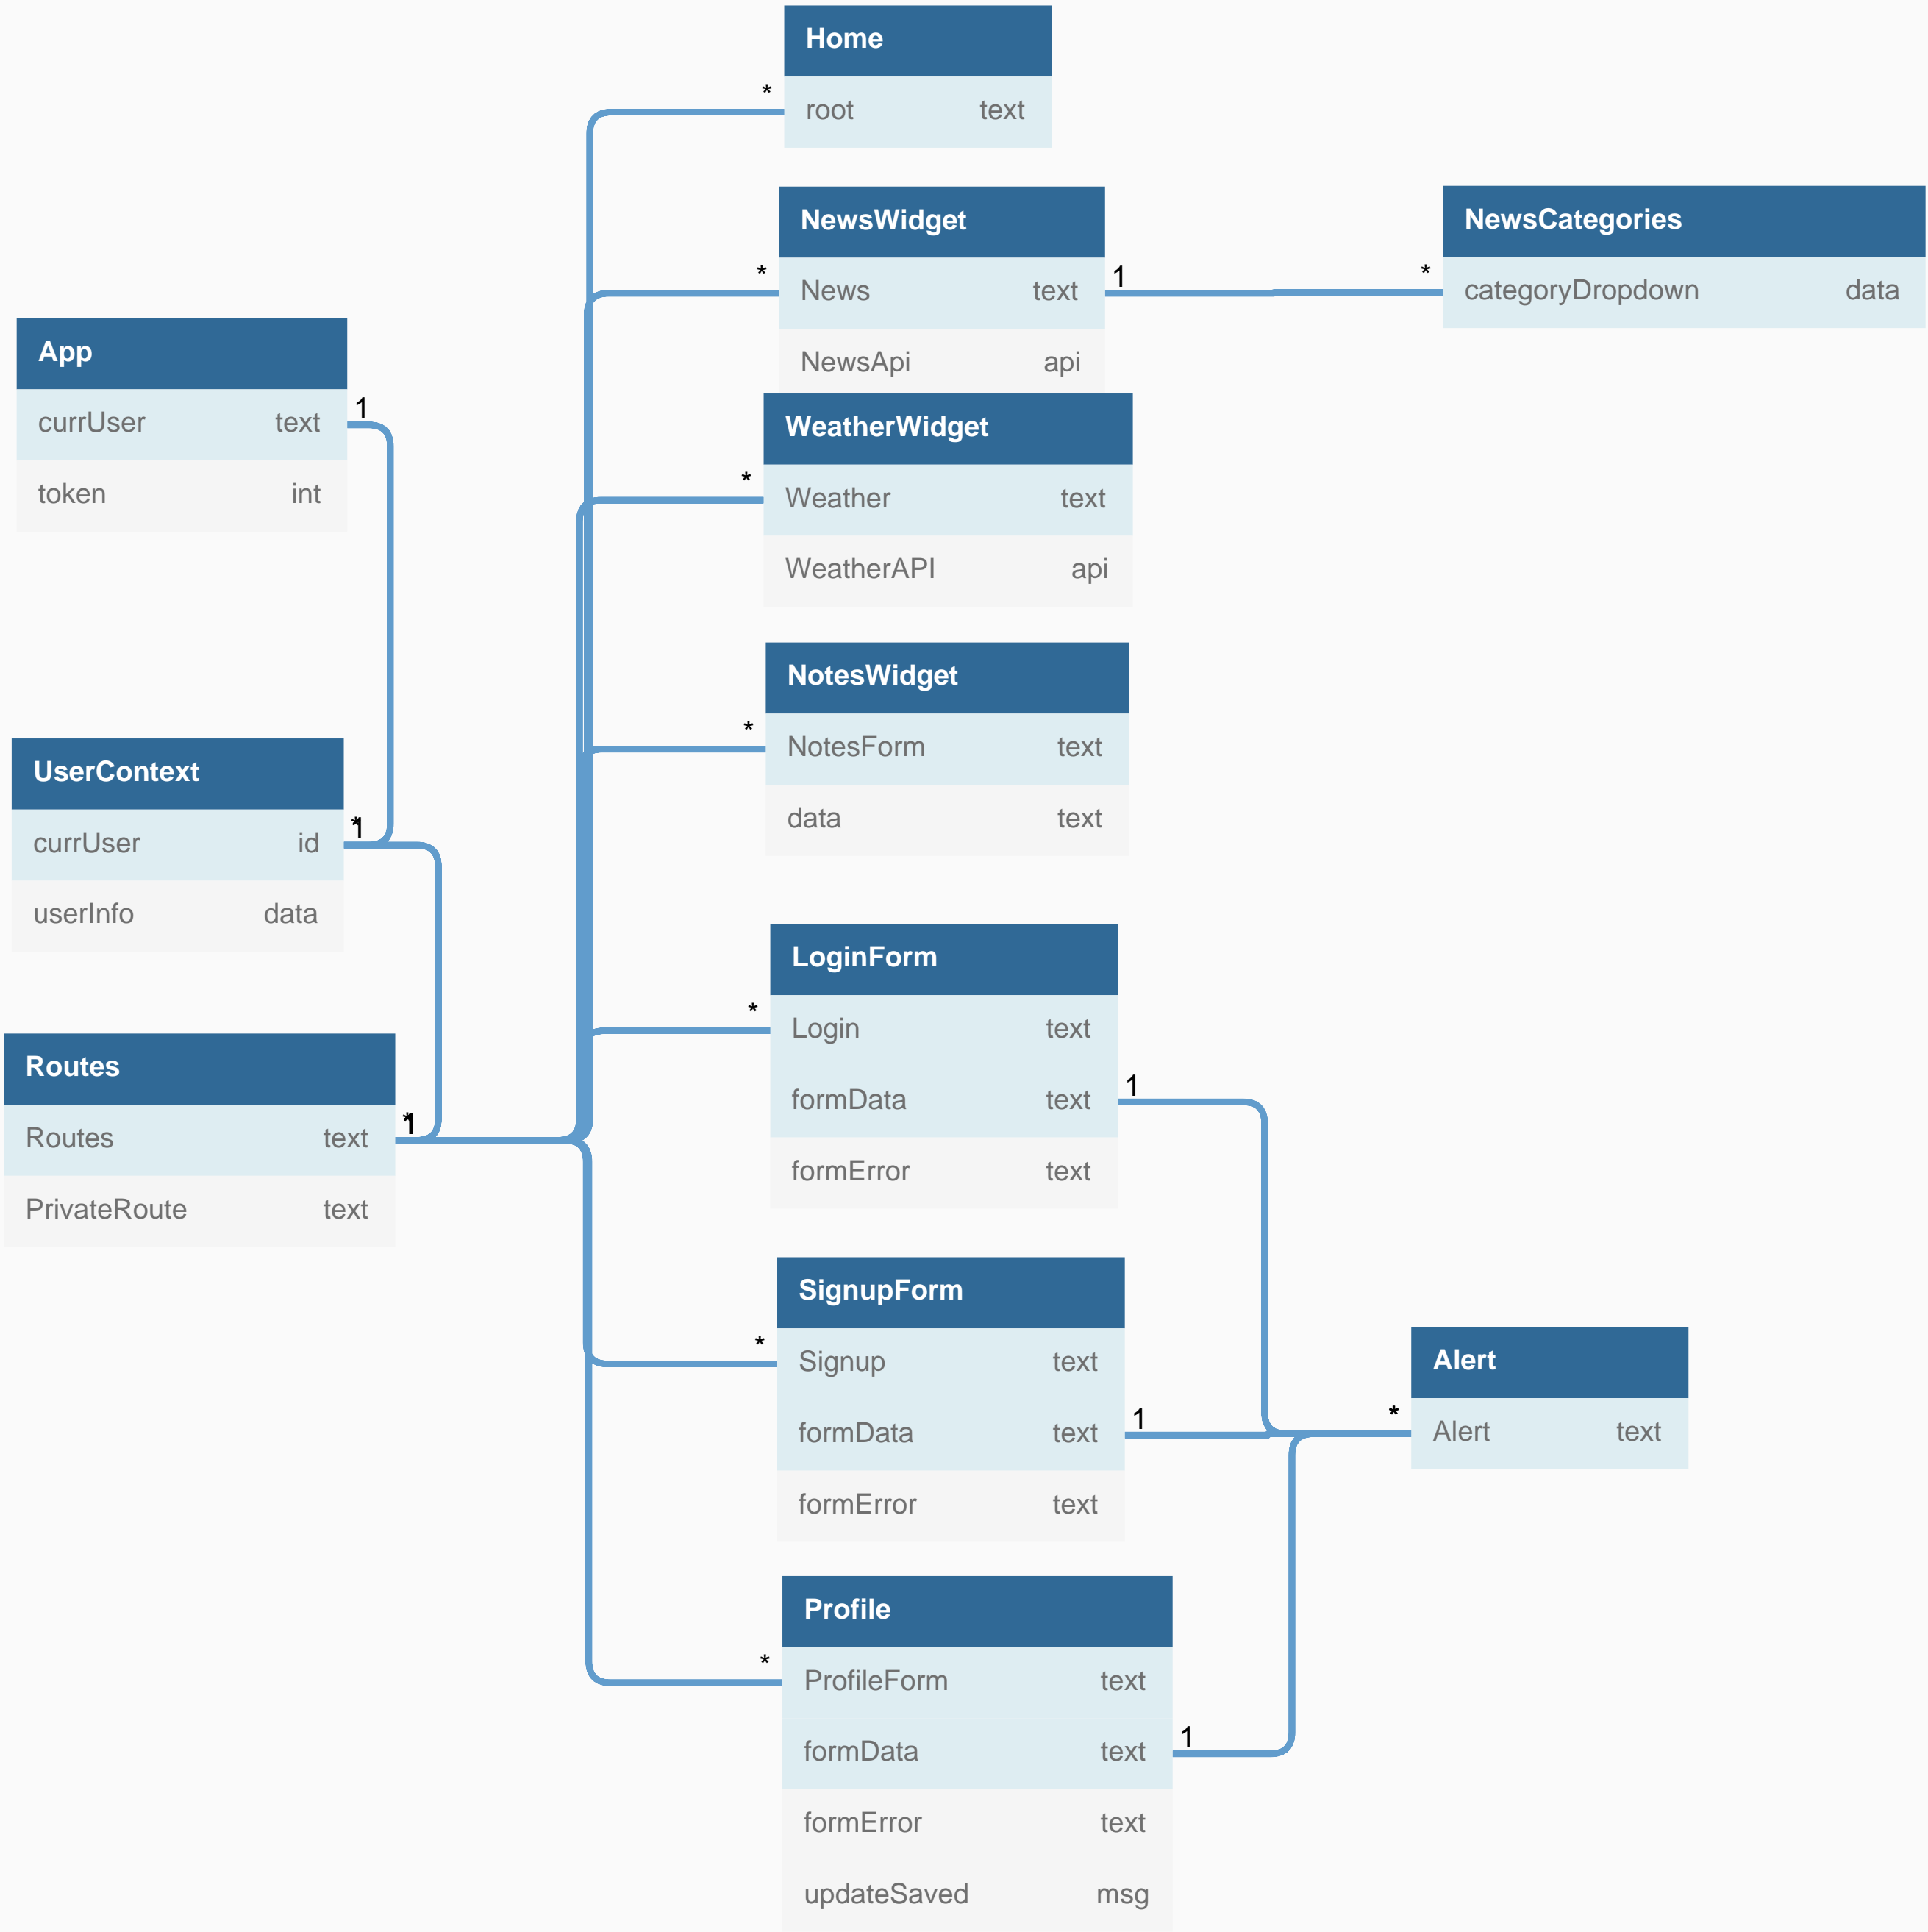 Home
* root text
NewsWidget
* News text 1
NewsApi api
NewsCategories
* categoryDropdown data
App
currUser text 1
token int
WeatherWidget
* Weather text
WeatherAPI api
NotesWidget
* NotesForm text
data text
UserContext
currUser id * 1
userInfo data
LoginForm
* Login text
formData text 1
formError text
Routes
Routes text * 1
PrivateRoute text
SignupForm
* Signup text
formData text 1
formError text
Alert
* Alert text
Profile
* ProfileForm text
formData text 1
formError text
updateSaved msg